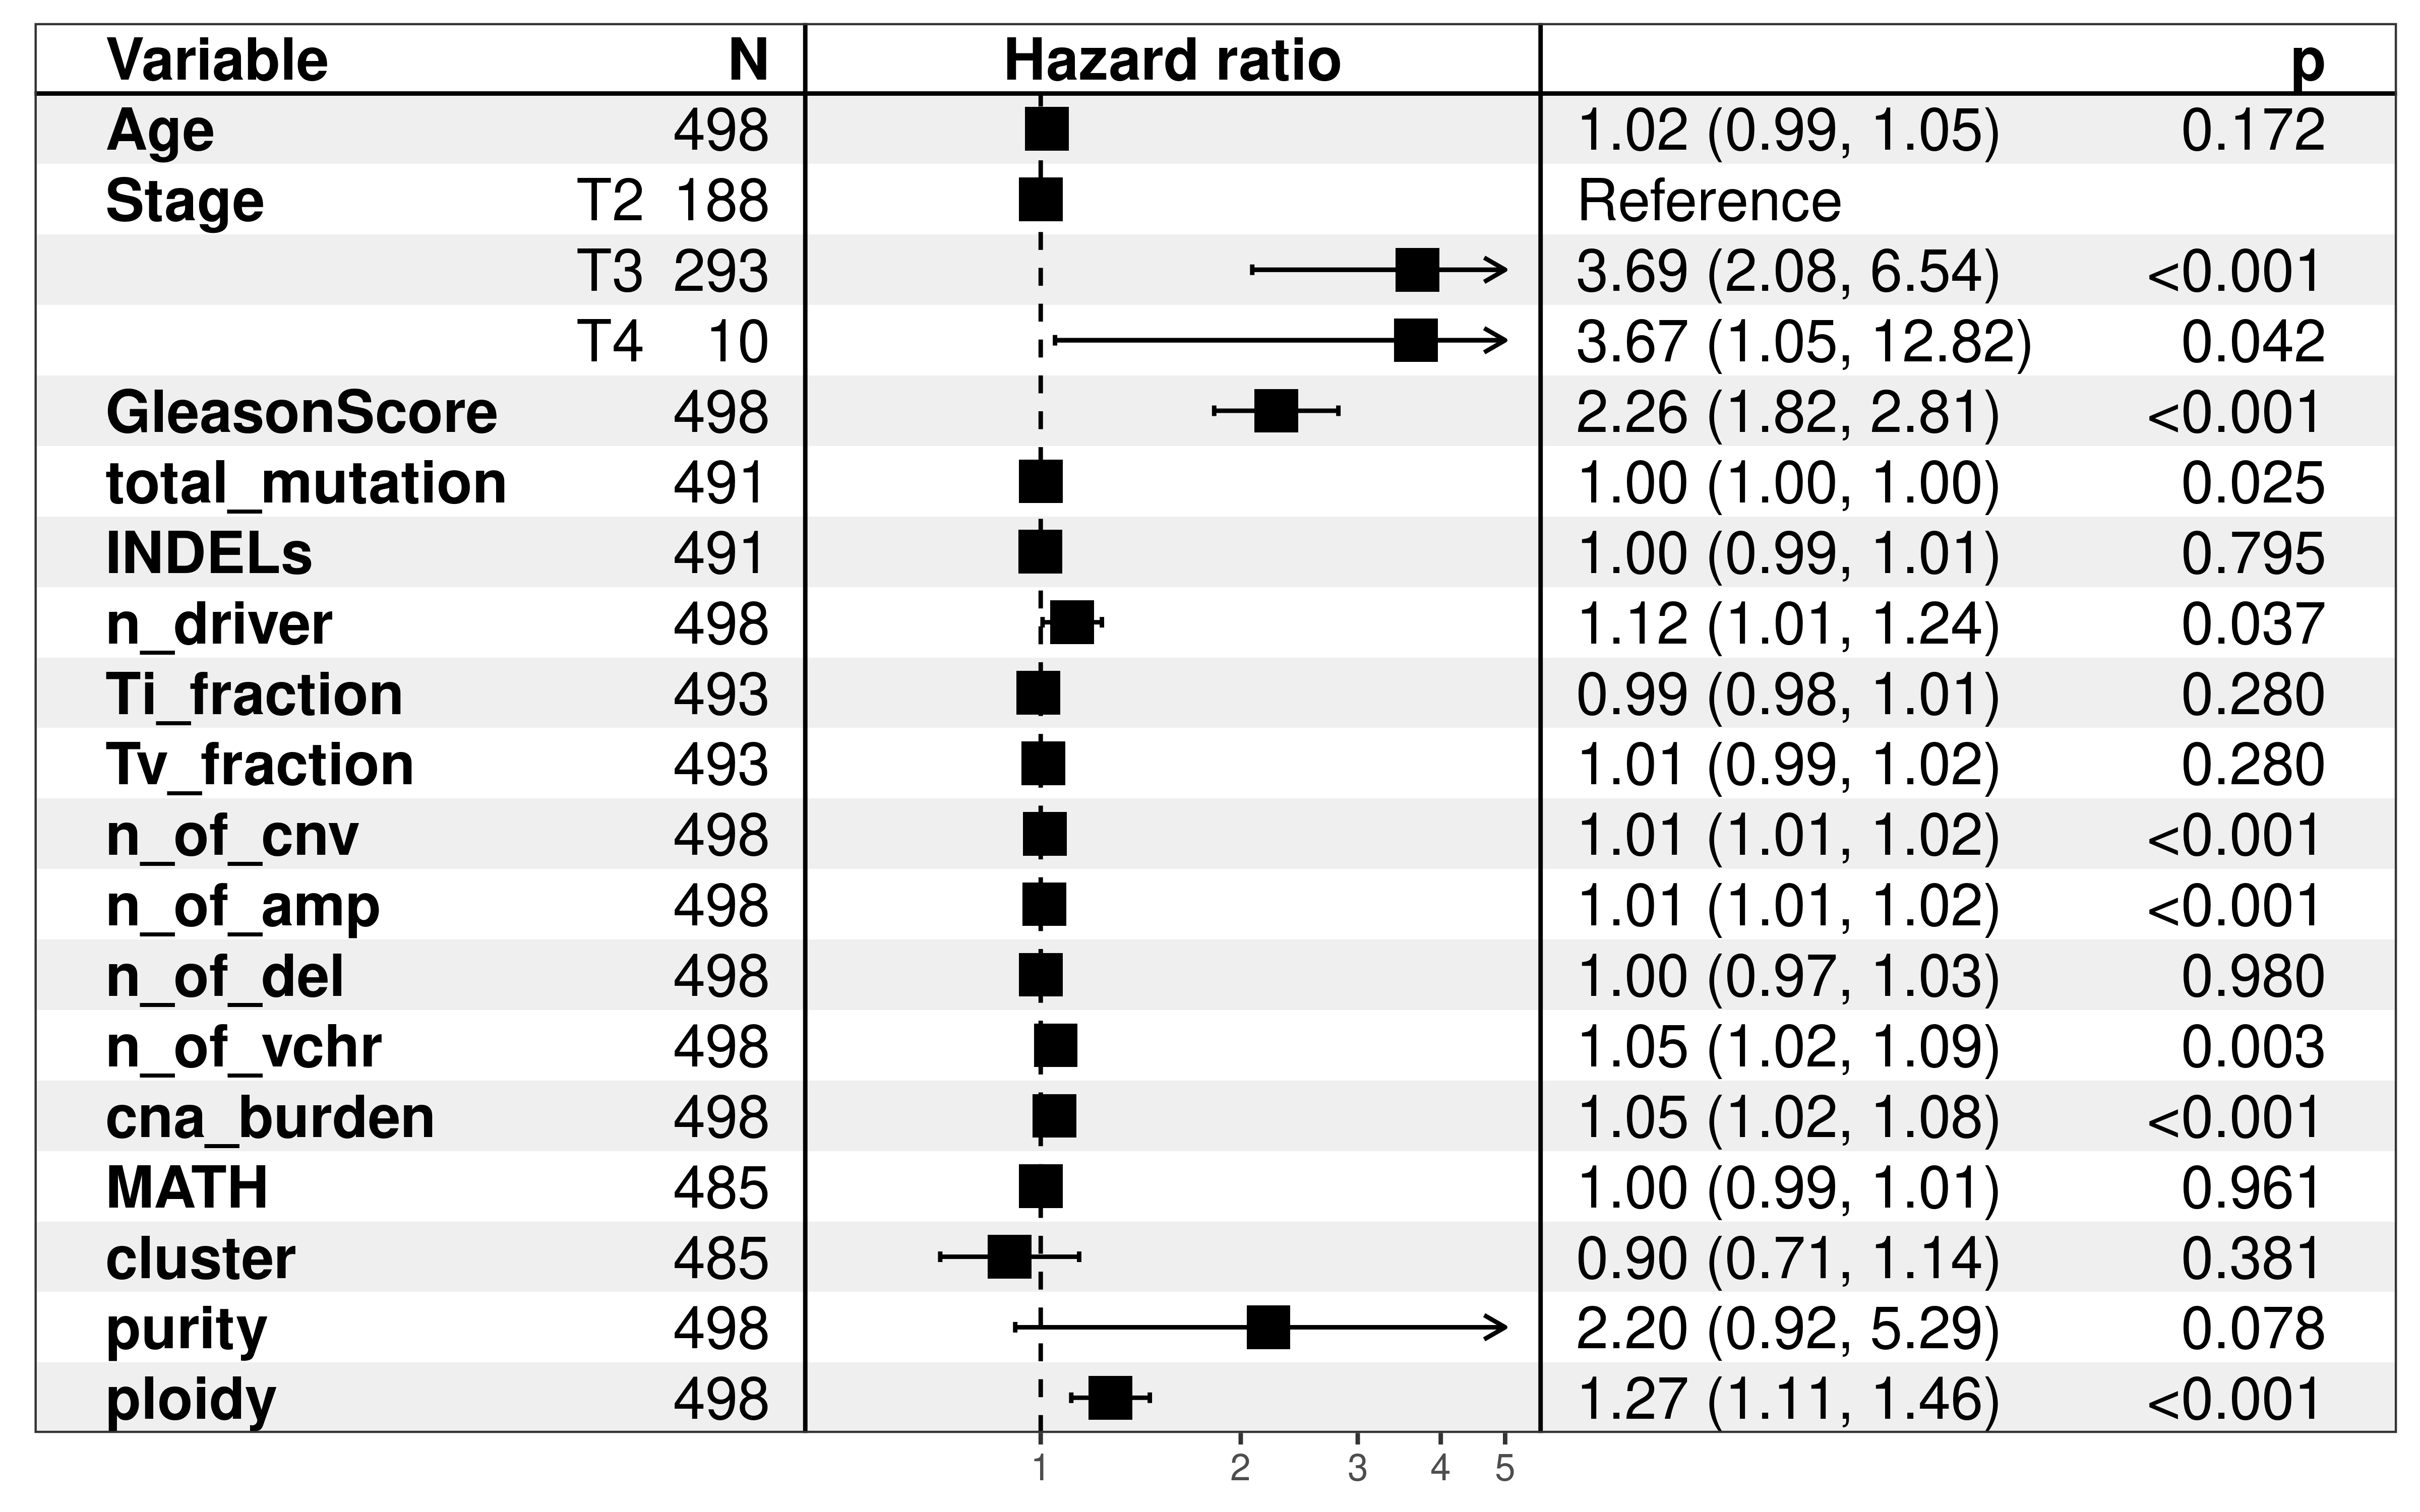 Variable N Hazard ratio p
Age 498 1.02 (0.99, 1.05) 0.172
Stage T2 188 Reference
T3 293 3.69 (2.08, 6.54) <0.001
T4 10 3.67 (1.05, 12.82) 0.042
GleasonScore 498 2.26 (1.82, 2.81) <0.001
total_mutation 491 1.00 (1.00, 1.00) 0.025
INDELs 491 1.00 (0.99, 1.01) 0.795
n_driver 498 1.12 (1.01, 1.24) 0.037
Ti_fraction 493 0.99 (0.98, 1.01) 0.280
Tv_fraction 493 1.01 (0.99, 1.02) 0.280
n_of_cnv 498 1.01 (1.01, 1.02) <0.001
n_of_amp 498 1.01 (1.01, 1.02) <0.001
n_of_del 498 1.00 (0.97, 1.03) 0.980
n_of_vchr 498 1.05 (1.02, 1.09) 0.003
cna_burden 498 1.05 (1.02, 1.08) <0.001
MATH 485 1.00 (0.99, 1.01) 0.961
cluster 485 0.90 (0.71, 1.14) 0.381
purity 498 2.20 (0.92, 5.29) 0.078
ploidy 498 1.27 (1.11, 1.46) <0.001
1 2 3 4 5